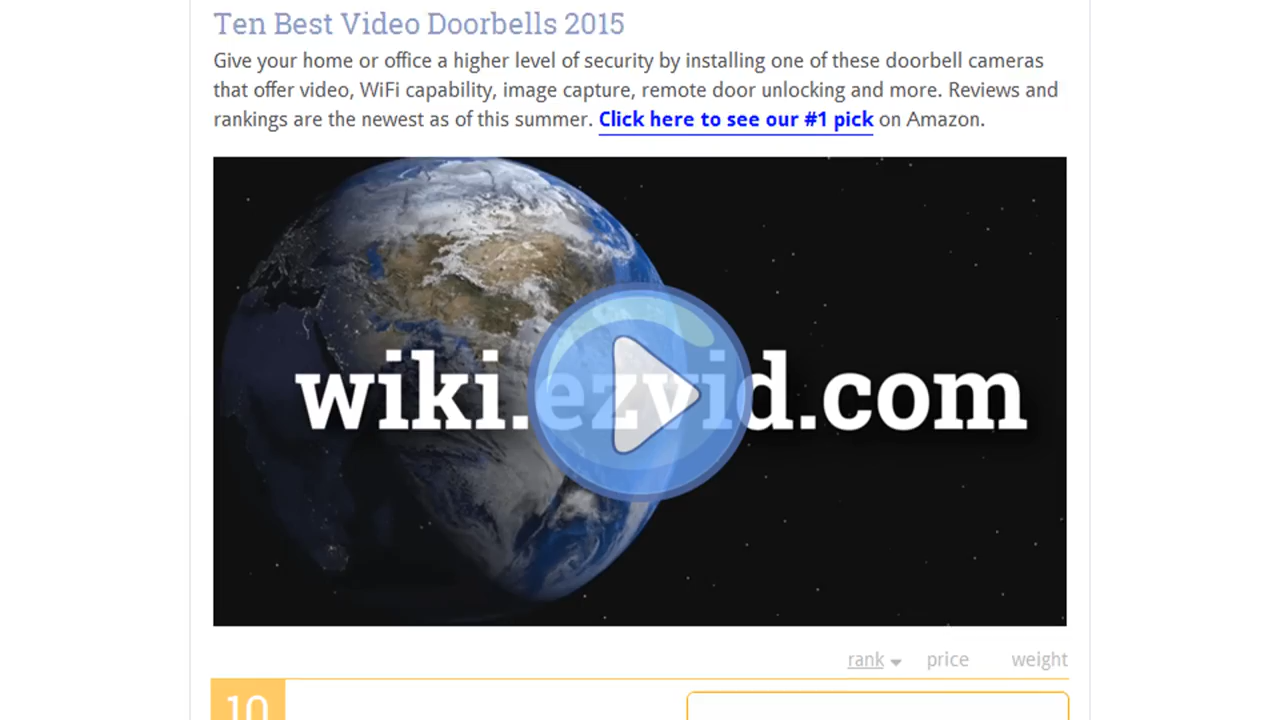 Ten Best Video Doorbells 2015
Give your home or office a higher level of security by installing one of these doorbell cameras
that offer video, WiFi capability, image capture, remote door unlocking and more. Reviews and
rankings are the newest as of this summer. Click here to see our #1 pick on Amazon.
wiki.ezvid.com
rank price weight
10